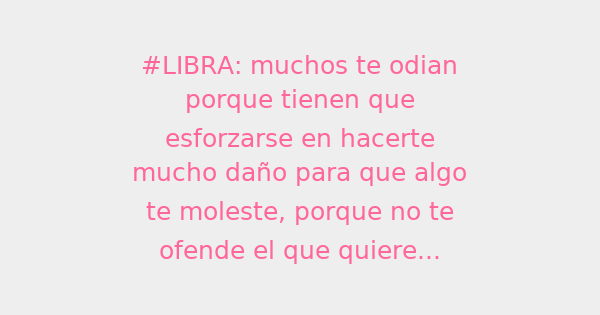 #LIBRA: muchos te odian
porque tienen que
esforzarse en hacerte
mucho daño para que algo
te moleste, porque no te
ofende el que quiere...